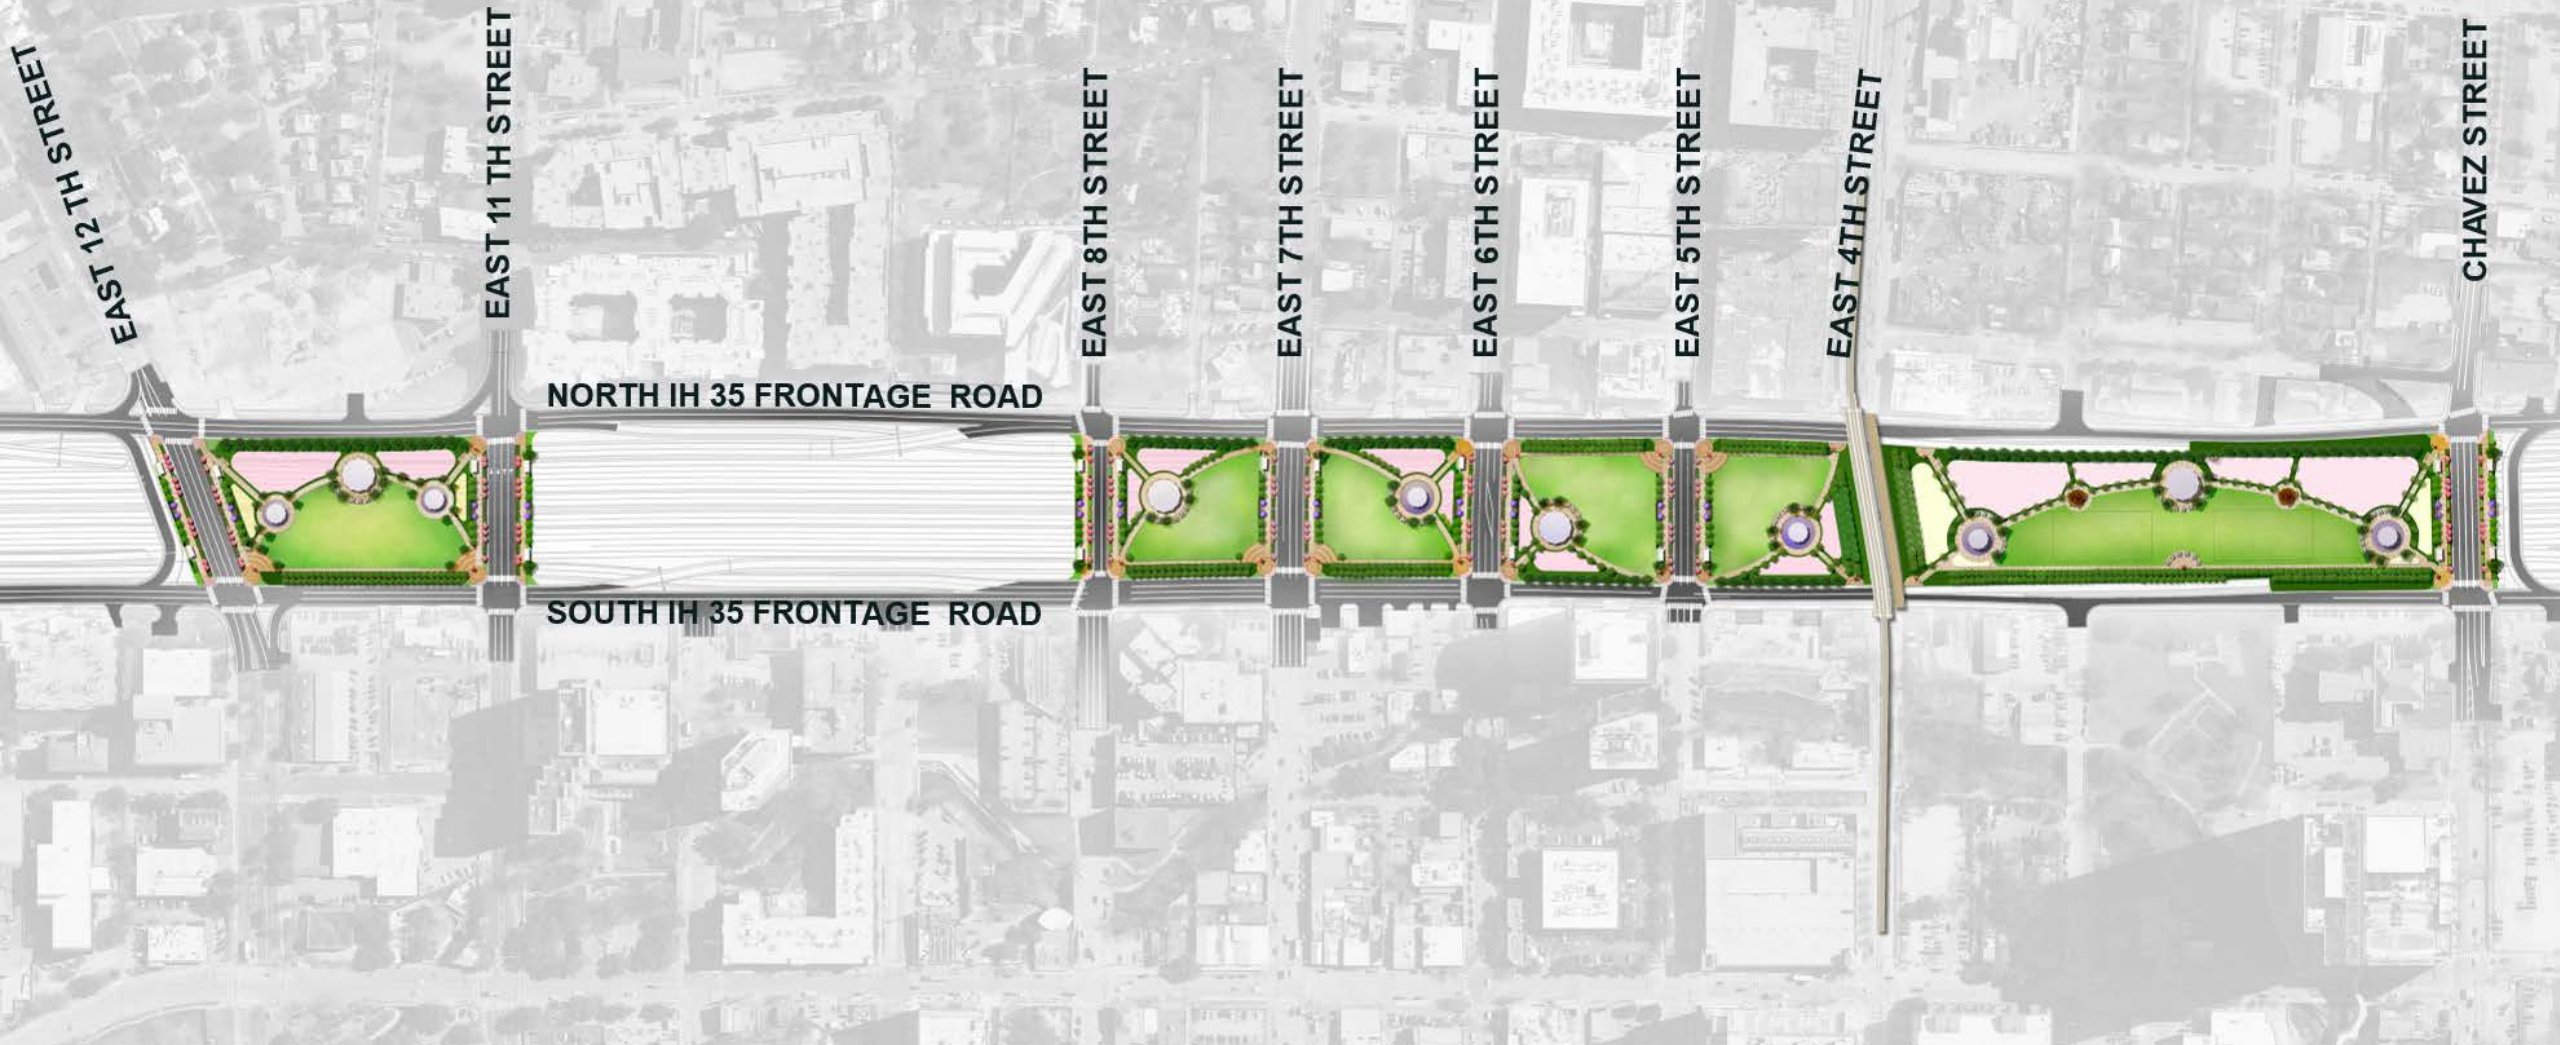 EAST 12 TH STREET
EAST 11 TH STREET
EAST 8TH STREET
EAST 7TH STREET
EAST 6TH STREET
EAST 5TH STREET
EAST 4TH STREET
CHAVEZ STREET
NORTH IH 35 FRONTAGE ROAD
SOUTH IH 35 FRONTAGE ROAD